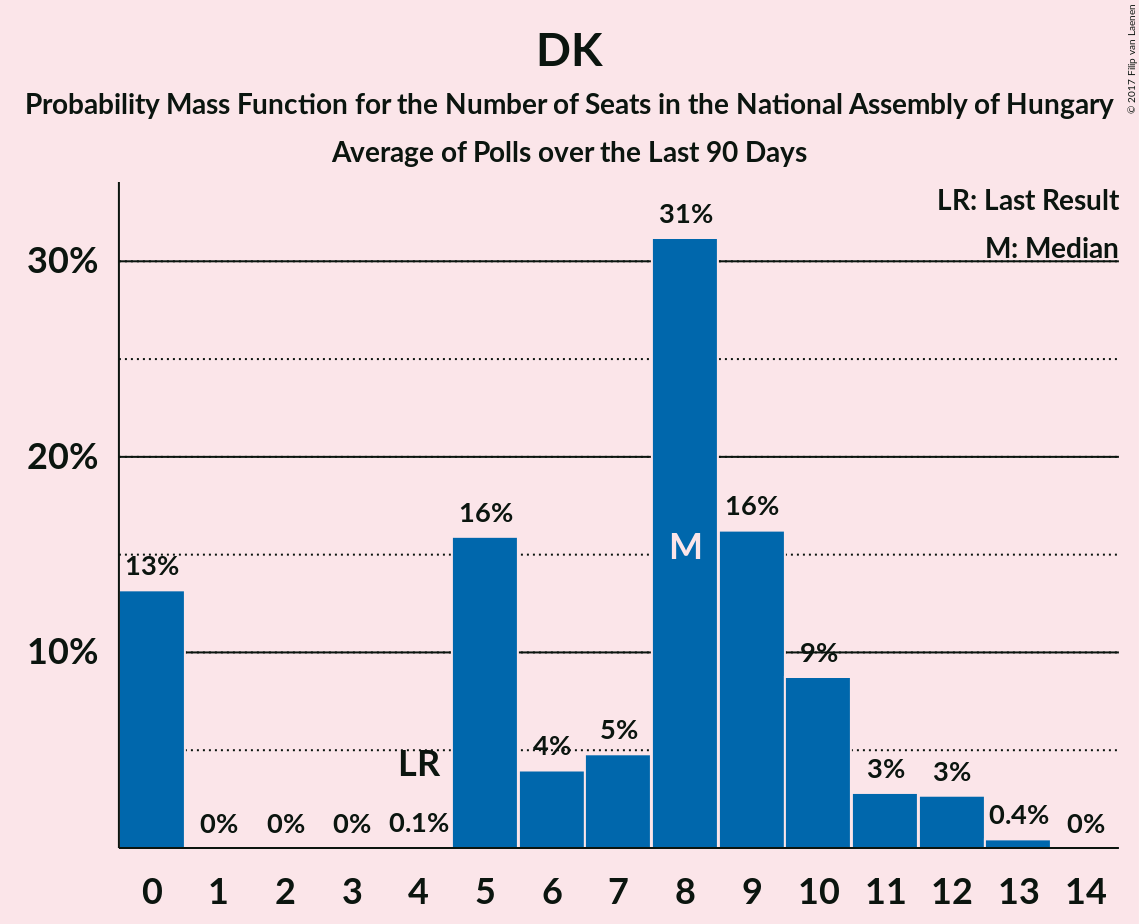 DK
Probability Mass Function for the Number of Seats in the National Assembly of Hungary
Average of Polls over the Last 90 Days
© 2017 Filip van Laenen
LR: Last Result
M: Median
30%
20%
10%
13%
0%
0%
0%
0.1%
LR
16%
4%
5%
31%
M
16%
9%
3%
3%
0.4%
0%
0 1 2 3 4 5 6 7 8 9 10 11 12 13 14